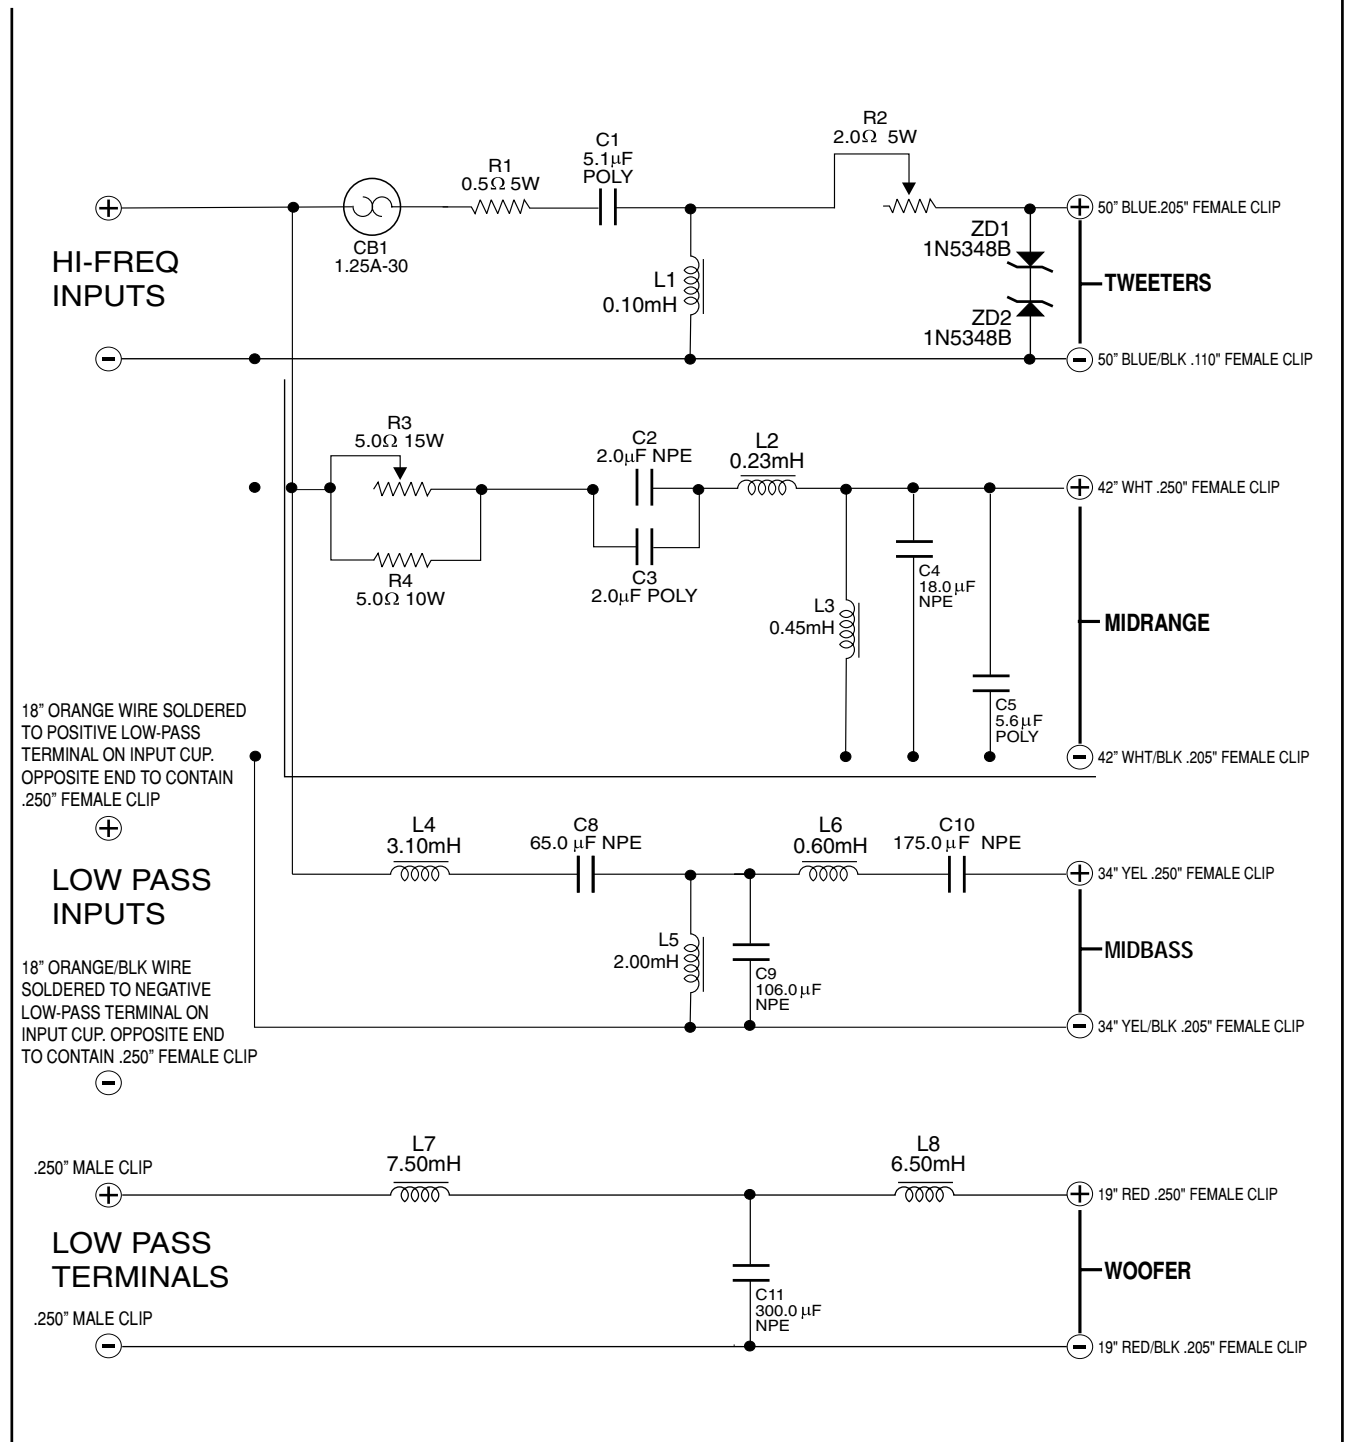 R2
2.0Ω 5W
C1
5.1µF
POLY
R1
0.5Ω 5W
CB1
1.25A-30
HI-FREQ
INPUTS
L1
0.10mH
ZD1
1N5348B
ZD2
1N5348B
50” BLUE.205" FEMALE CLIP
TWEETERS
50” BLUE/BLK .110" FEMALE CLIP
R3
5.0Ω 15W
R4
5.0Ω 10W
C2
2.0µF NPE
C3
2.0µF POLY
L2
0.23mH
L3
0.45mH
C4
18.0µF
NPE
C5
5.6µF
POLY
42” WHT .250” FEMALE CLIP
MIDRANGE
42” WHT/BLK .205" FEMALE CLIP
18” ORANGE WIRE SOLDERED
TO POSITIVE LOW-PASS
TERMINAL ON INPUT CUP.
OPPOSITE END TO CONTAIN
.250” FEMALE CLIP
LOW PASS
INPUTS
18” ORANGE/BLK WIRE
SOLDERED TO NEGATIVE
LOW-PASS TERMINAL ON
INPUT CUP. OPPOSITE END
TO CONTAIN .250” FEMALE CLIP
L4
3.10mH
C8
65.0 µF NPE
L6
0.60mH
C10
175.0µF NPE
L5
2.00mH
C9
106.0µF
NPE
34" YEL .250” FEMALE CLIP
MIDBASS
34” YEL/BLK .205" FEMALE CLIP
.250” MALE CLIP
LOW PASS
TERMINALS
.250” MALE CLIP
L7
7.50mH
L8
6.50mH
C11
300.0µF
NPE
19" RED .250" FEMALE CLIP
WOOFER
19" RED/BLK .205" FEMALE CLIP